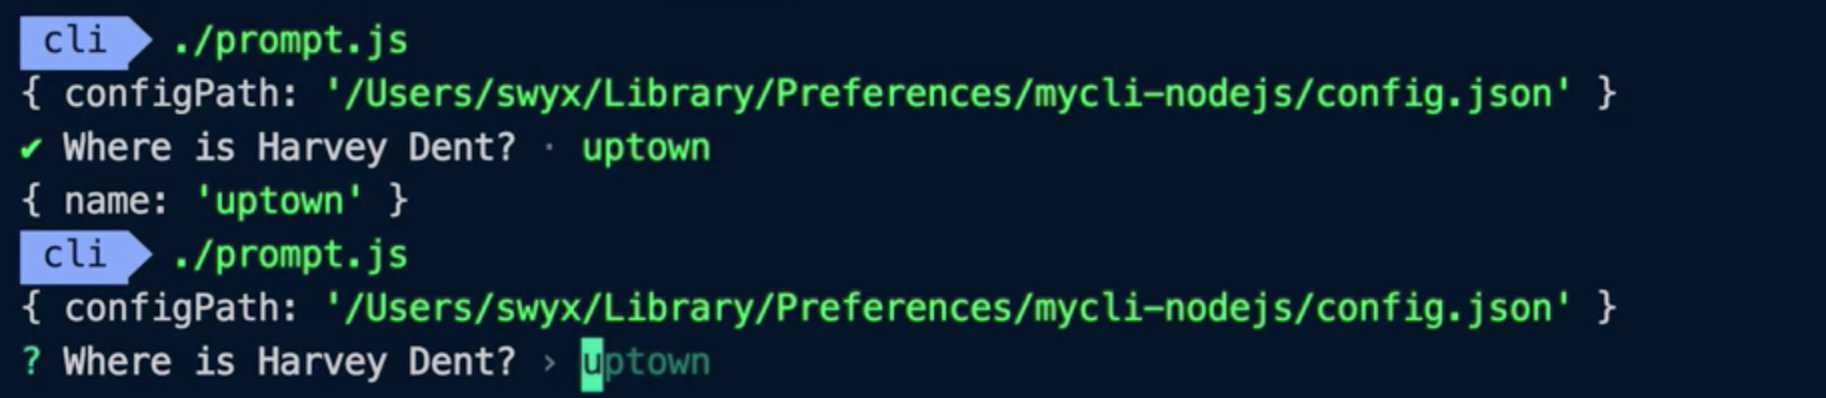 cli ./prompt.js
{ configPath: '/Users/swyx/Library/Preferences/mycli-nodejs/config.json' }
✔ Where is Harvey Dent? · uptown
{ name: 'uptown' }
cli ./prompt.js
{ configPath: '/Users/swyx/Library/Preferences/mycli-nodejs/config.json' }
? Where is Harvey Dent? › uptown